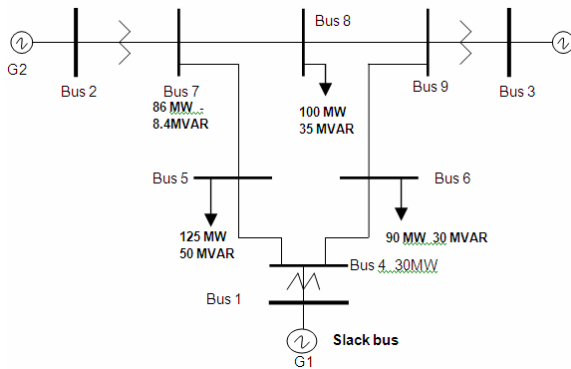 Bus 8
G2
Bus 2
Bus 7
Bus 9
Bus 3
86 MW -
8.4MVAR
100 MW
35 MVAR
Bus 5
Bus 6
125 MW
50 MVAR
90 MW 30 MVAR
Bus 4 30MW
Bus 1
Slack bus
G1